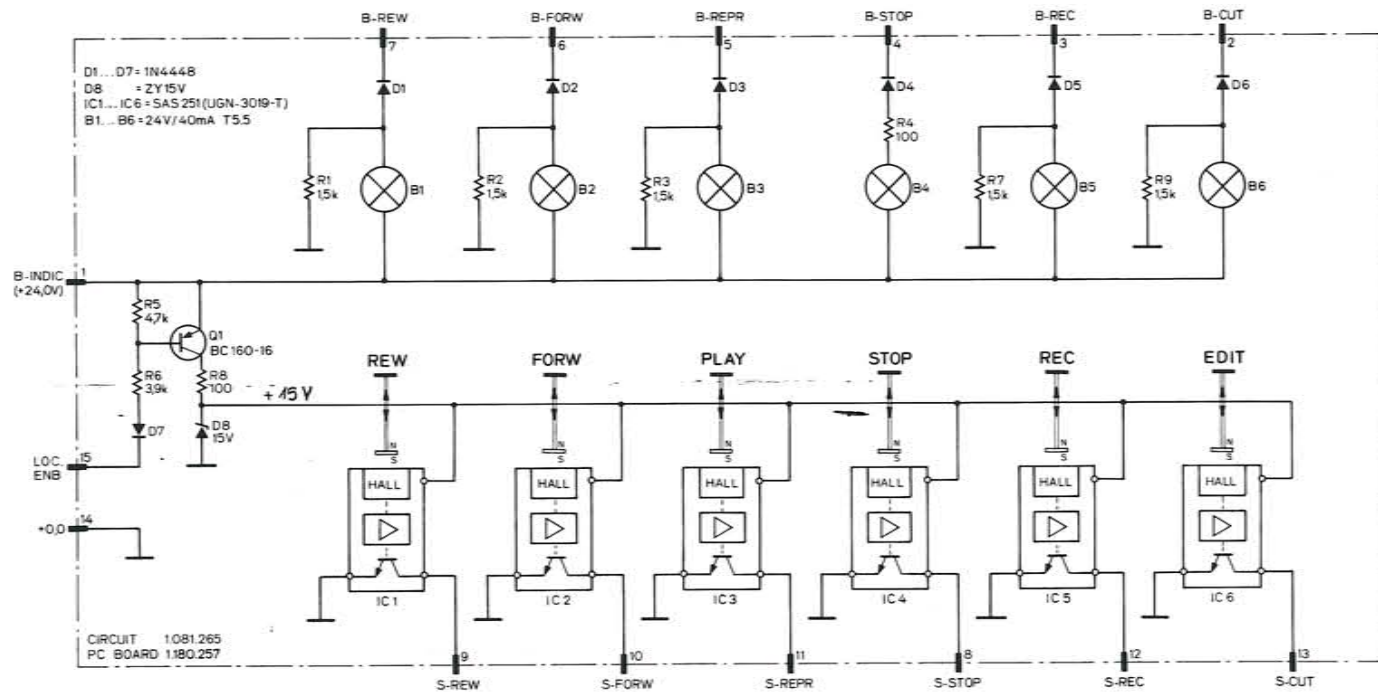 B-REW
B-FORW
B-REPR
B-STOP
B-REC
B-CUT
7
6
5
4
3
2
D1...D7= 1N4448
D8 = ZY15V
IC1...IC6 = SAS 251 (UGN-3019-T)
B1...B6 = 24V/40mA T5.5
D1
D2
D3
D4
D5
D6
R4
100
R1
1,5k
B1
R2
1,5k
B2
R3
1,5k
B3
B4
R7
1,5k
B5
R9
1,5k
B6
B-INDIC
(+24,0V)
1
R5
4,7k
Q1
BC 160-16
R6
3,9k
R8
100
+15V
D7
D8
15V
LOC.
ENB
15
+0,0
14
REW
FORW
PLAY
STOP
REC
EDIT
N
S
N
S
N
S
N
S
N
S
N
S
HALL
HALL
HALL
HALL
HALL
HALL
IC 1
IC 2
IC 3
IC 4
IC 5
IC 6
CIRCUIT 1.081.265
PC BOARD 1.180.257
9
10
11
8
12
13
S-REW
S-FORW
S-REPR
S-STOP
S-REC
S-CUT